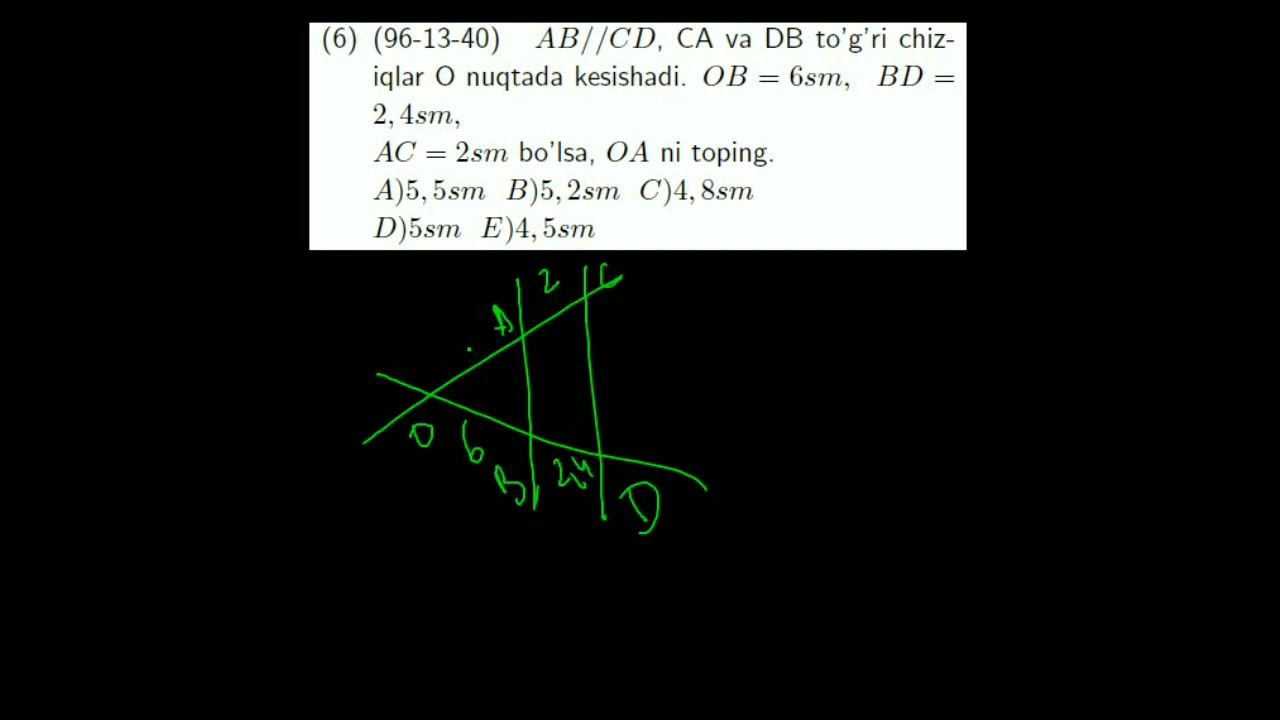 (6) (96-13-40) AB//CD, CA va DB to'g'ri chiz-
iqlar O nuqtada kesishadi. OB = 6sm, BD =
2, 4sm,
AC = 2sm bo'lsa, OA ni toping.
A)5, 5sm B)5, 2sm C)4, 8sm
D)5sm E)4, 5sm
2 C
A
O 6
B 2,4 D